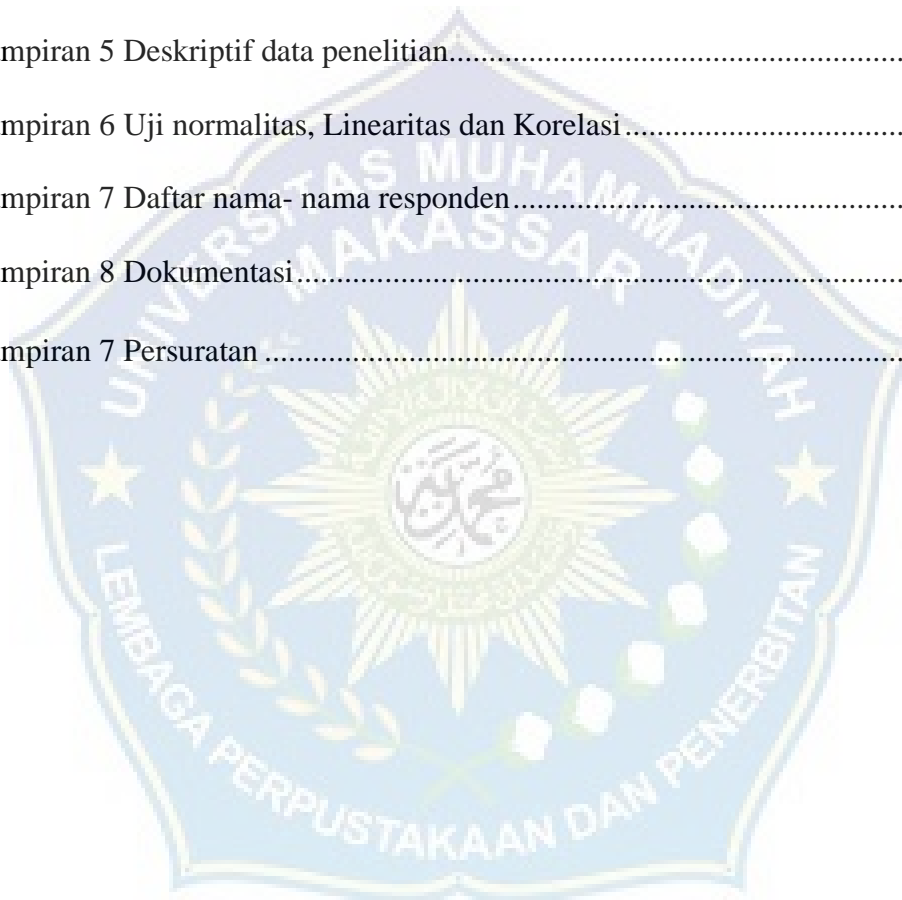 mpiran 5 Deskriptif data penelitian....................................................
mpiran 6 Uji normalitas, Linearitas dan Korelasi................................
mpiran 7 Daftar nama- nama responden.............................................
mpiran 8 Dokumentasi........................................................................
mpiran 7 Persuratan ...........................................................................
UNIVERSITAS MUHAMMADIYAH
MAKASSAR
LEMBAGA PERPUSTAKAAN DAN PENERBITAN